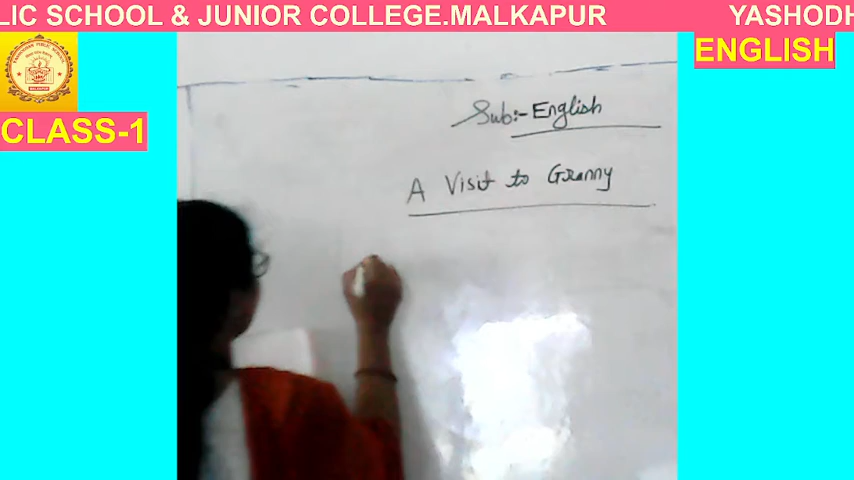 LIC SCHOOL & JUNIOR COLLEGE.MALKAPUR YASHODH
ENGLISH
CLASS-1
Sub:- English
A Visit to Granny